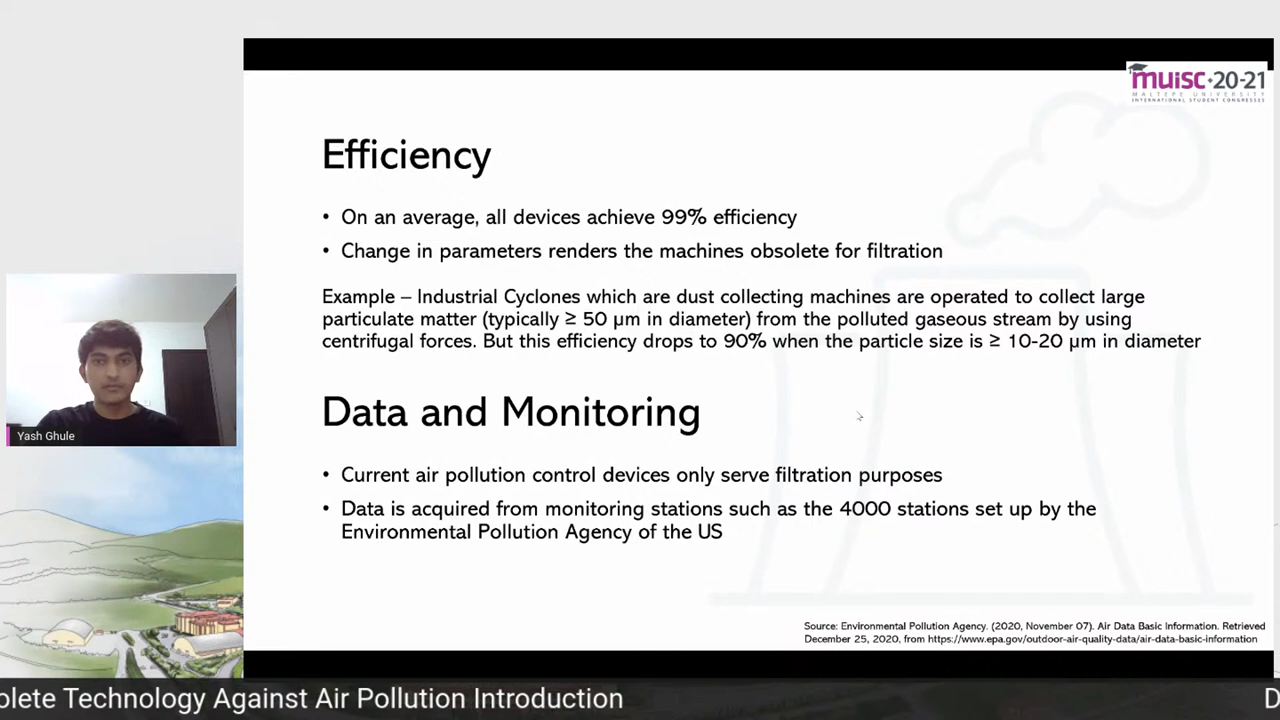 muisc·20-21
MALTEPE UNIVERSITY
INTERNATIONAL STUDENT CONGRESSES
Efficiency
• On an average, all devices achieve 99% efficiency
• Change in parameters renders the machines obsolete for filtration
Example – Industrial Cyclones which are dust collecting machines are operated to collect large
particulate matter (typically ≥ 50 μm in diameter) from the polluted gaseous stream by using
centrifugal forces. But this efficiency drops to 90% when the particle size is ≥ 10-20 μm in diameter
Yash Ghule
Data and Monitoring
• Current air pollution control devices only serve filtration purposes
• Data is acquired from monitoring stations such as the 4000 stations set up by the
Environmental Pollution Agency of the US
Source: Environmental Pollution Agency. (2020, November 07). Air Data Basic Information. Retrieved
December 25, 2020, from https://www.epa.gov/outdoor-air-quality-data/air-data-basic-information
olete Technology Against Air Pollution Introduction
D